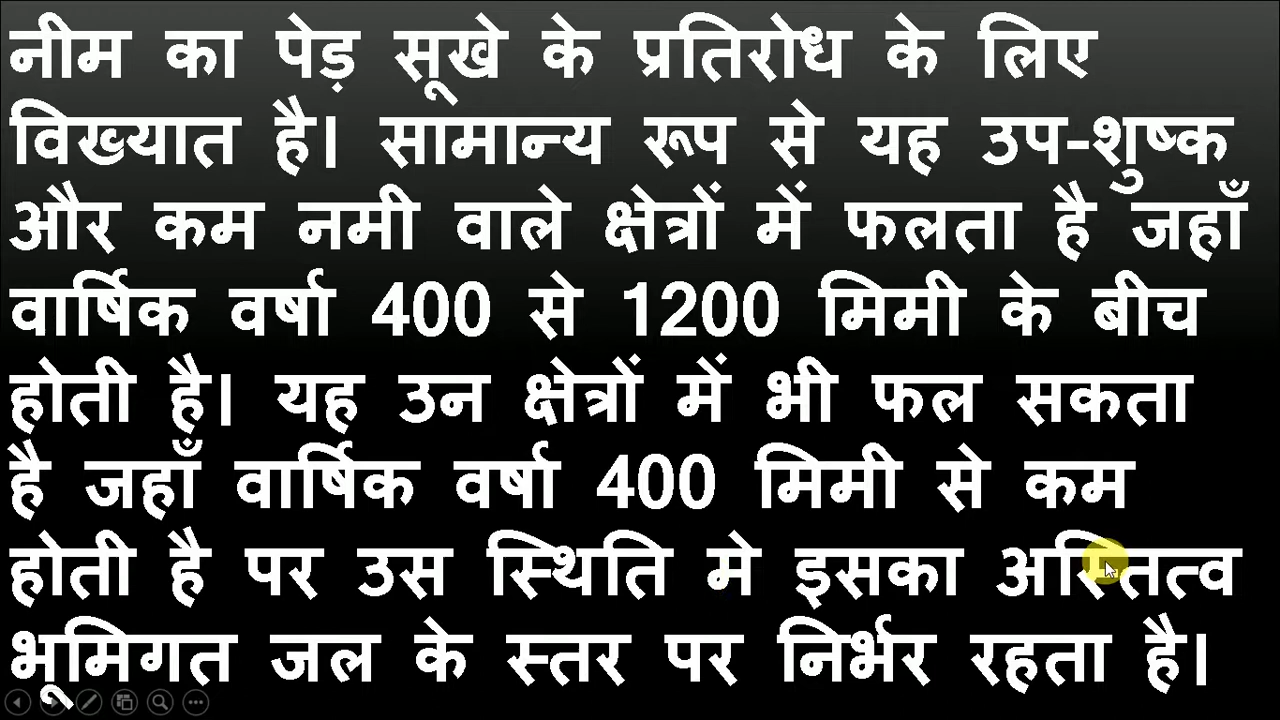 नीम का पेड़ सूखे के प्रतिरोध के लिए
विख्यात है। सामान्य रूप से यह उप-शुष्क
और कम नमी वाले क्षेत्रों में फलता है जहाँ
वार्षिक वर्षा 400 से 1200 मिमी के बीच
होती है। यह उन क्षेत्रों में भी फल सकता
है जहाँ वार्षिक वर्षा 400 मिमी से कम
होती है पर उस स्थिति मे इसका अस्तित्व
भूमिगत जल के स्तर पर निर्भर रहता है।